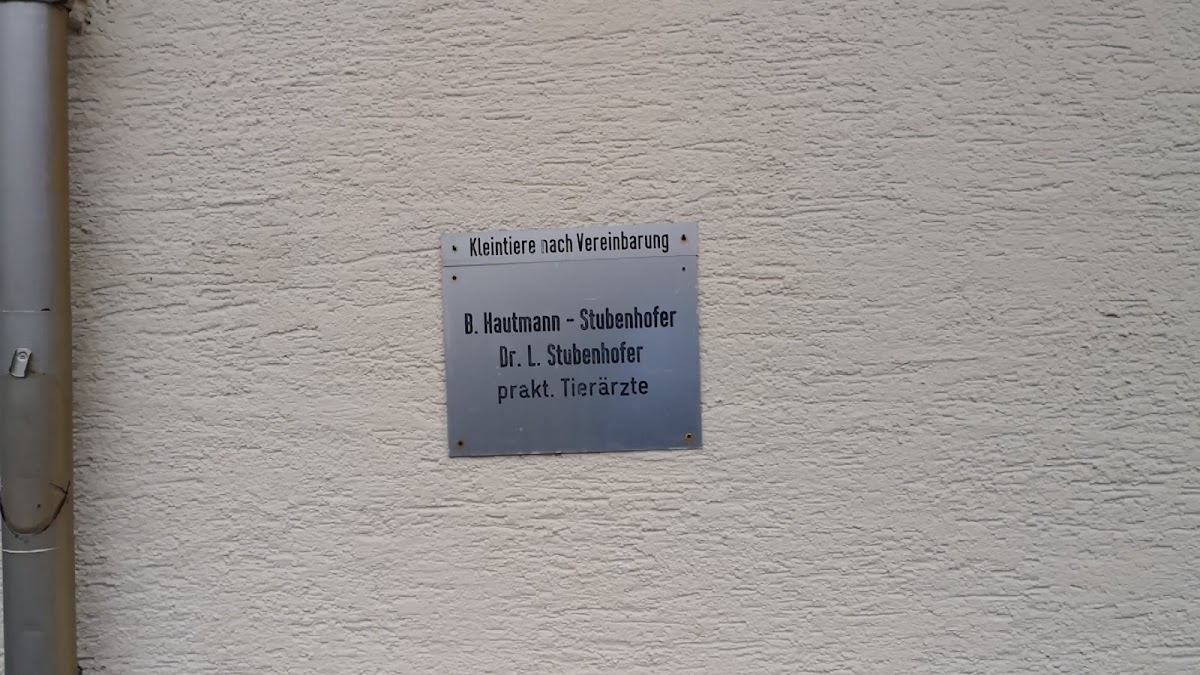 Kleintiere nach Vereinbarung
B. Hautmann - Stubenhofer
Dr. L. Stubenhofer
prakt. Tierärzte